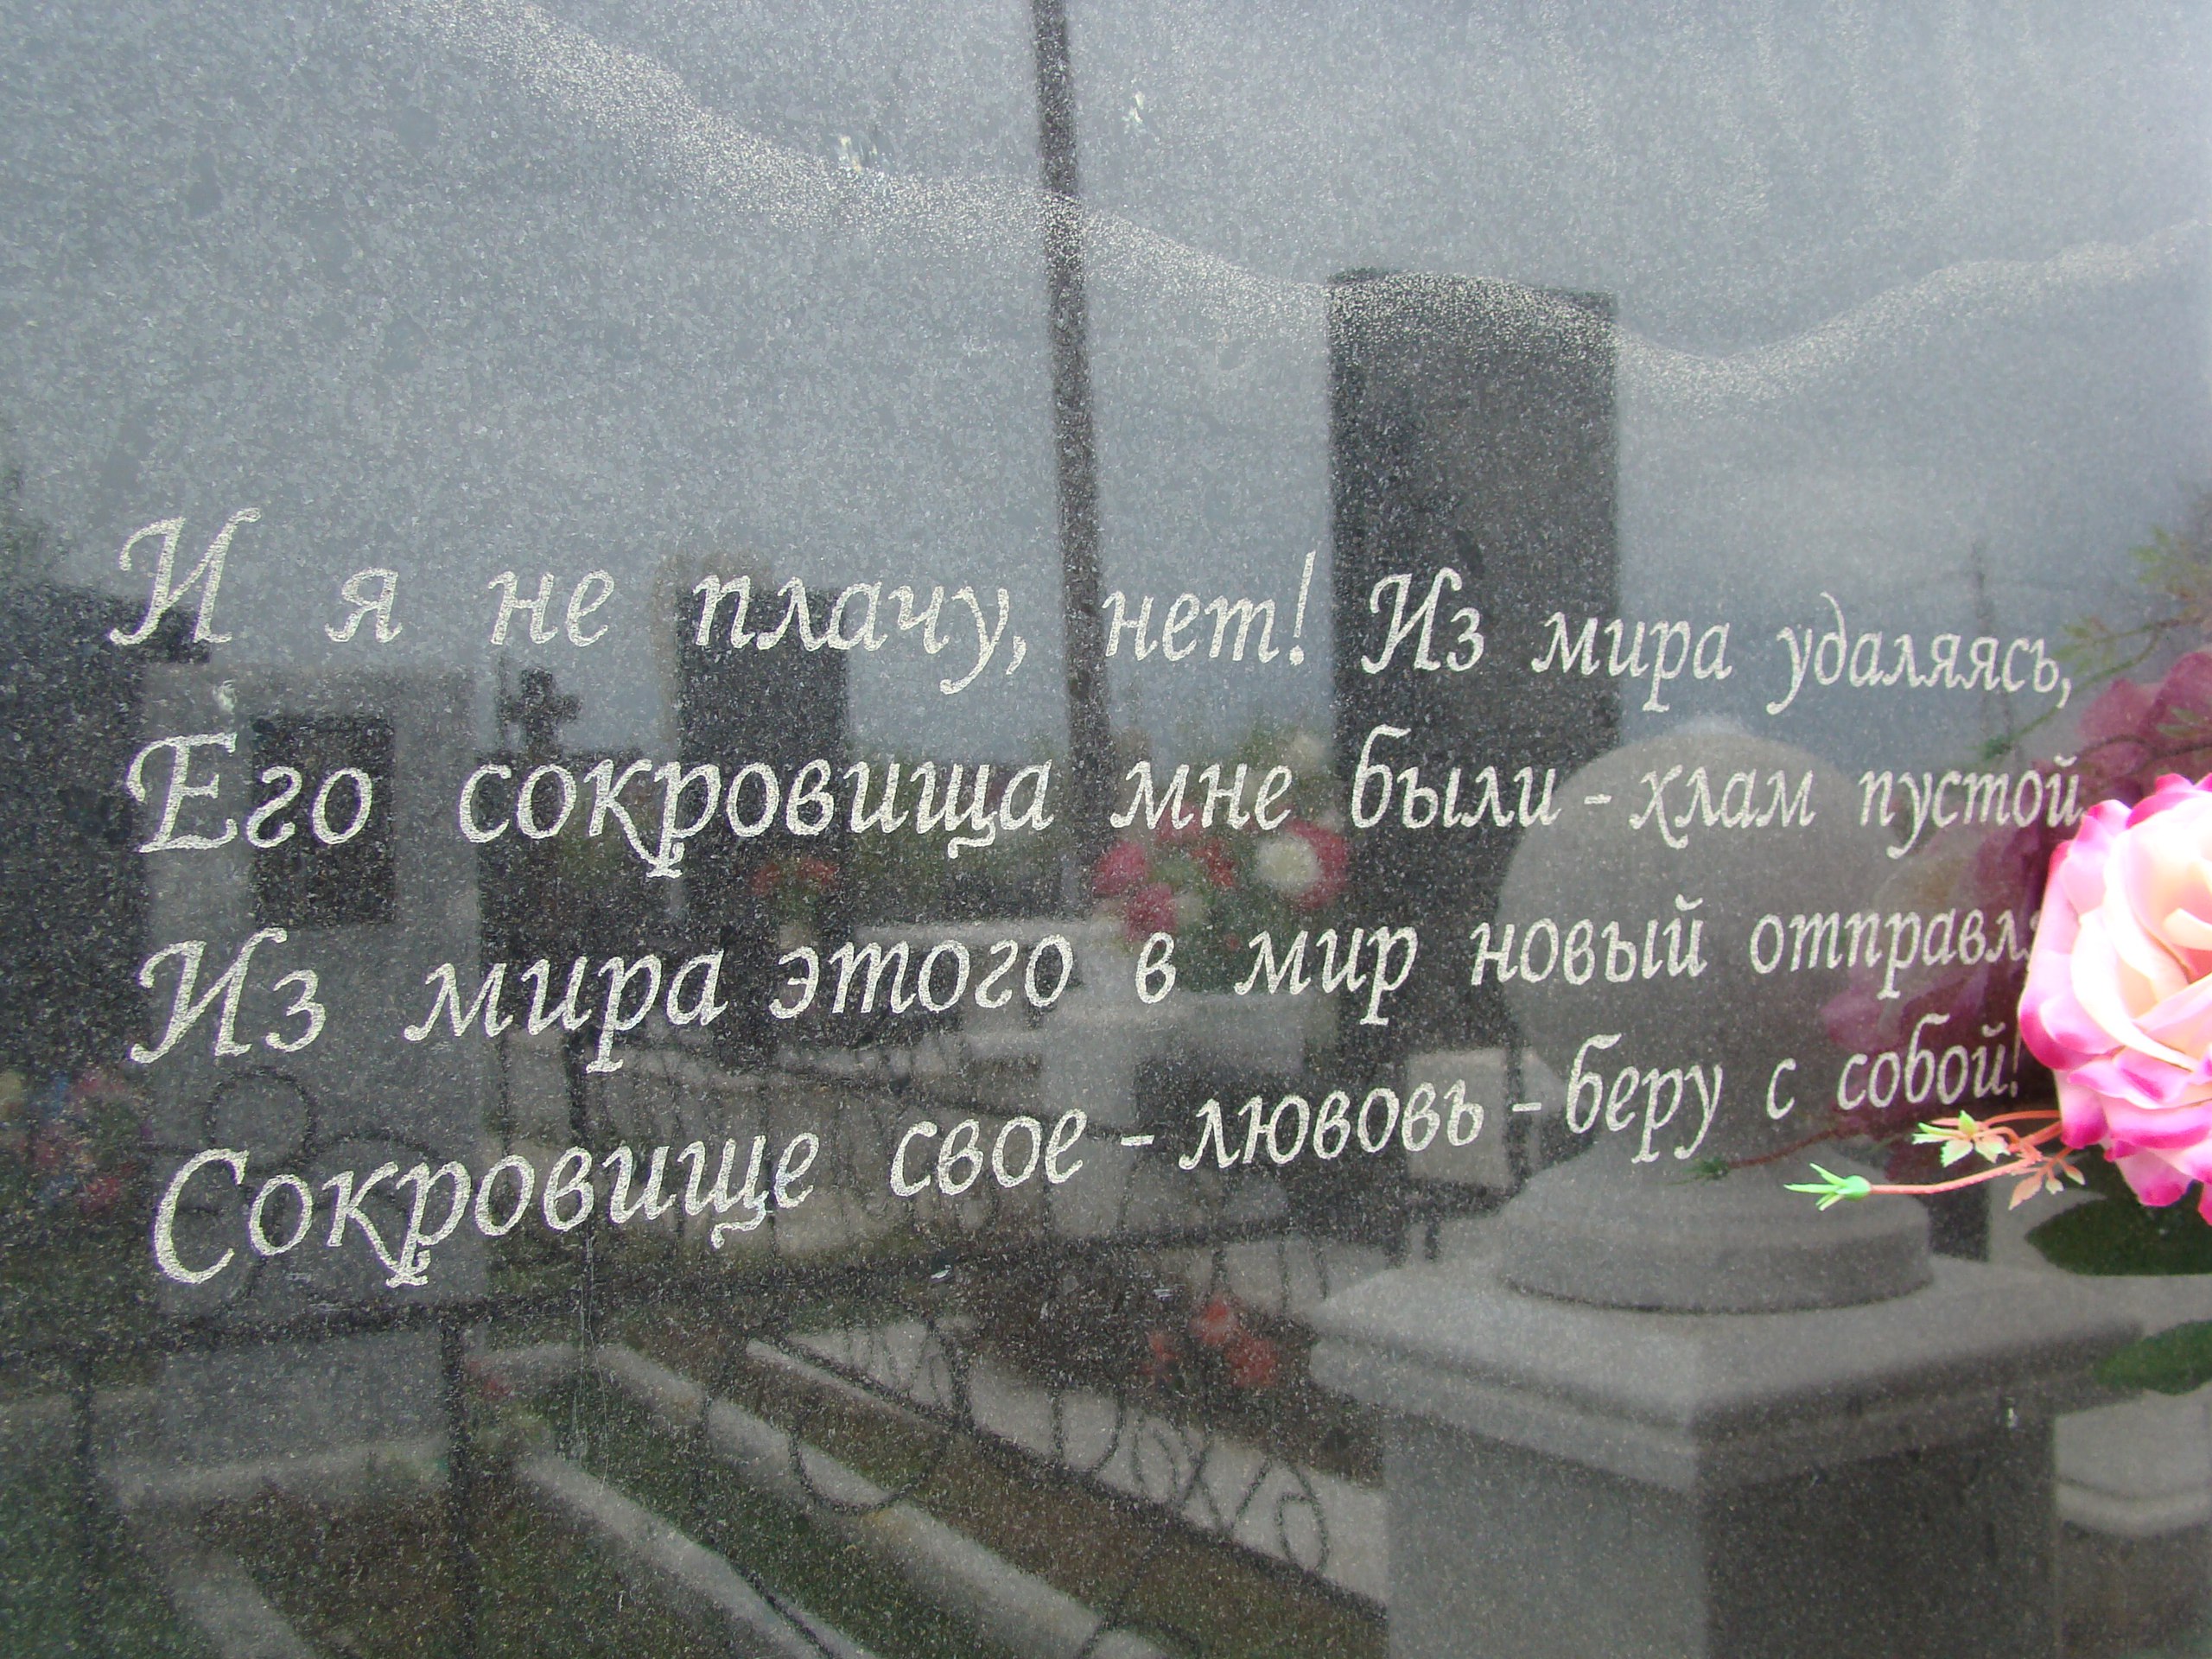 И я не плачу, нет! Из мира удаляясь,
Его сокровища мне были - хлам пустой
Из мира этого в мир новый
Сокровище свое - любовь - беру с собой!